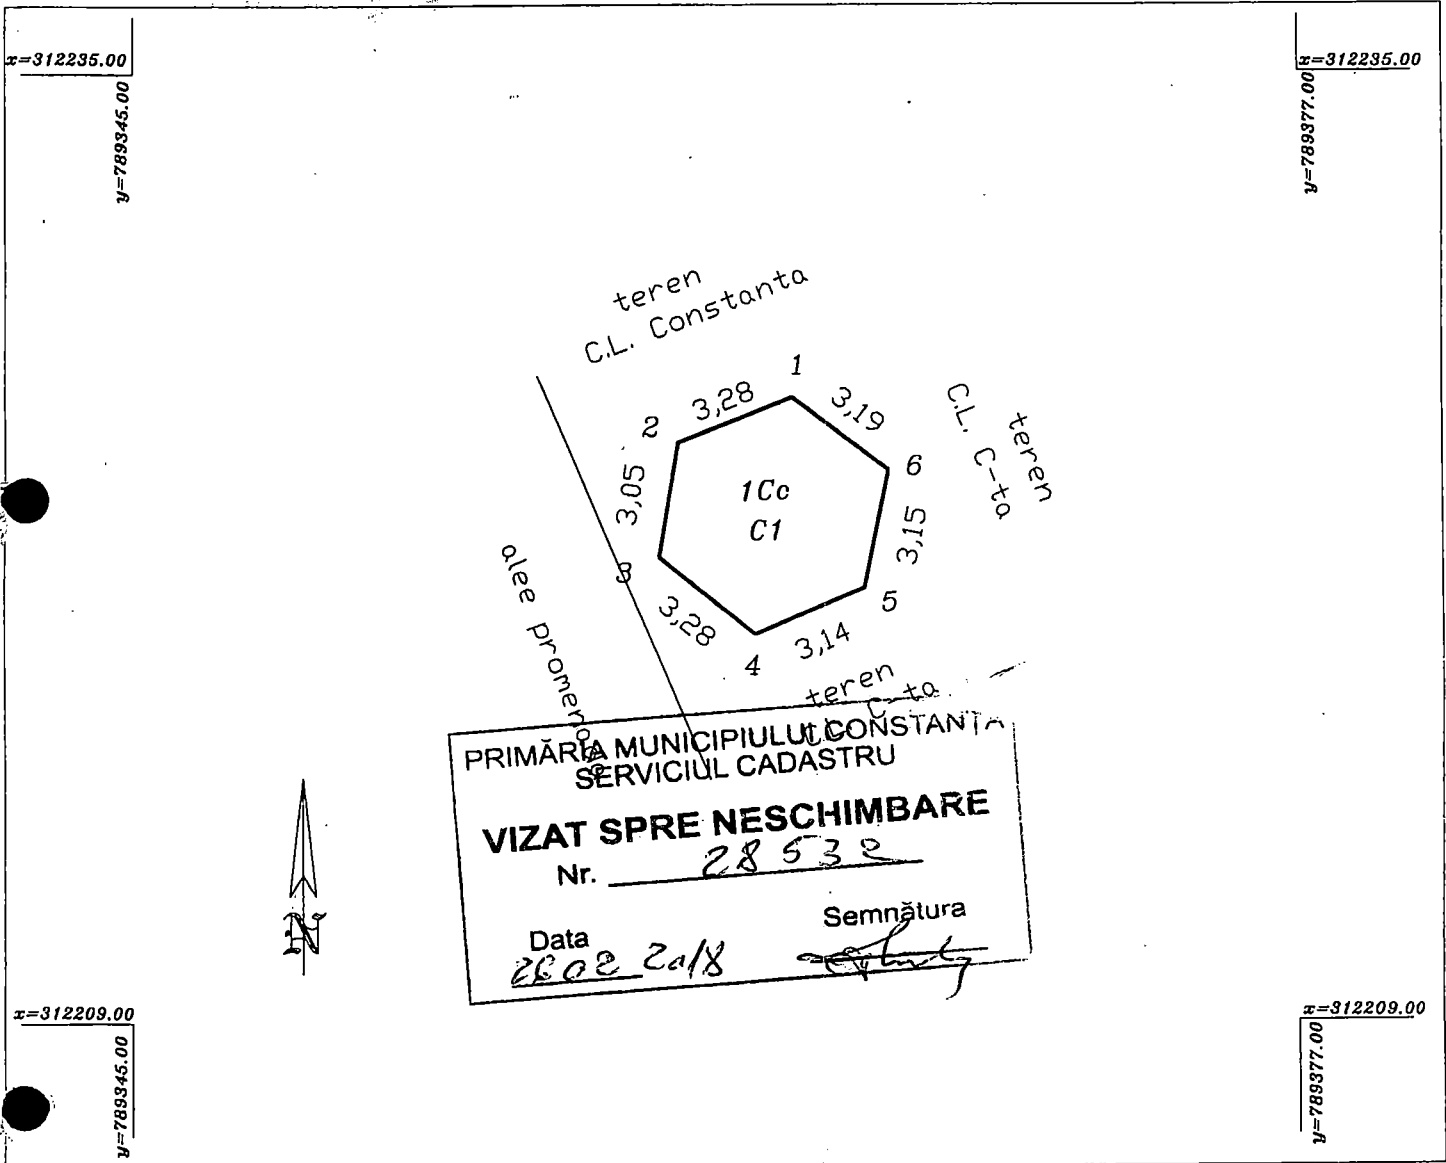 x=312235.00
x=312235.00
y=789345.00
y=789377.00
teren
C.L. Constanta
1
3,28
3,19
2
6
C.L. C-ta
teren
3,05
1Cc
C1
3,15
3
5
3,28
3,14
4
alee promenada
teren
C.L. C-ta
PRIMĂRIA MUNICIPIULUI CONSTANȚA
SERVICIUL CADASTRU
VIZAT SPRE NESCHIMBARE
Nr. 28532
Semnătura
Data
2018
N
x=312209.00
x=312209.00
y=789345.00
y=789377.00